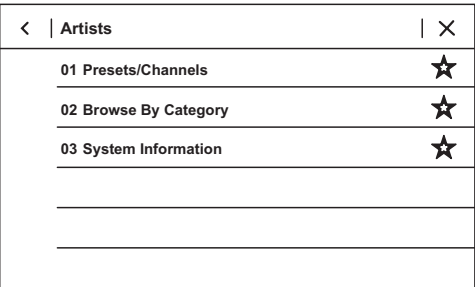 Artists
01 Presets/Channels
02 Browse By Category
03 System Information